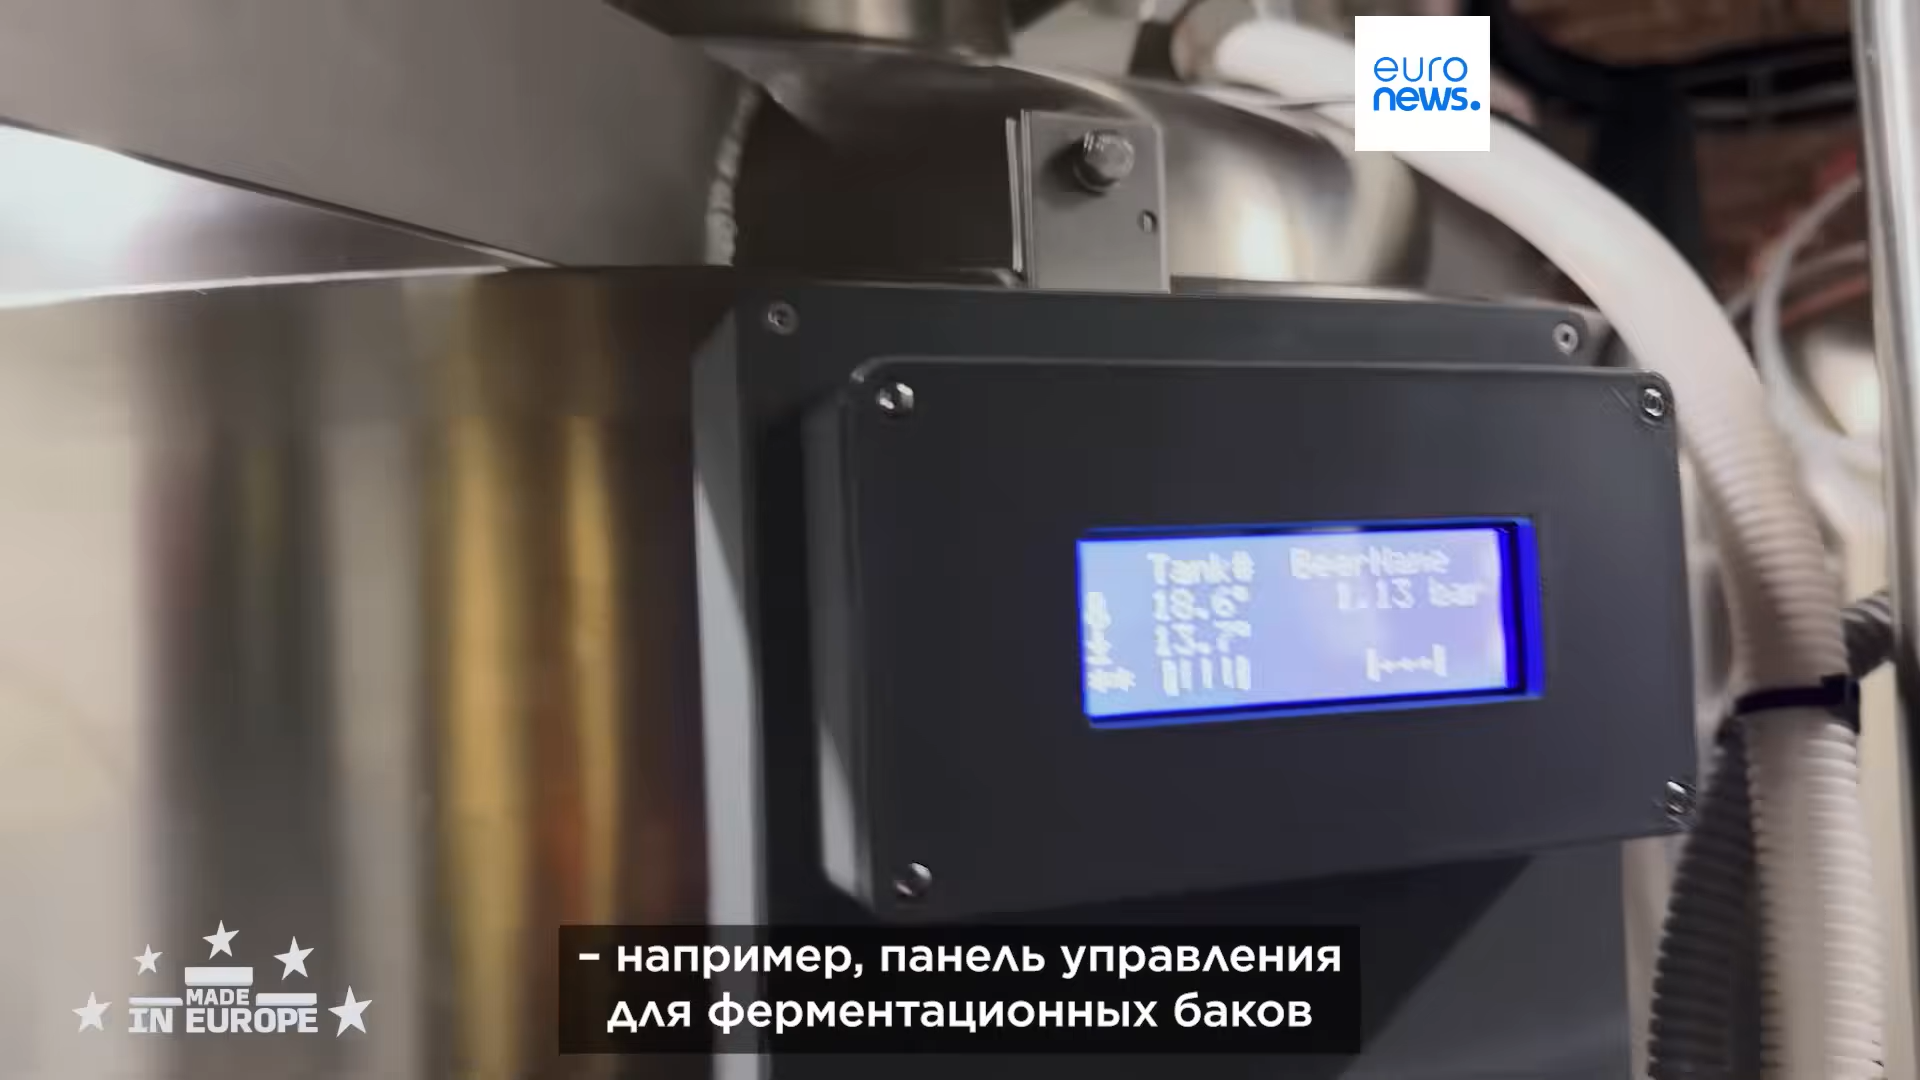 euro
news.
Tank# BeerName
18.6° 1.13 bar
13.7°
MADE
IN EUROPE
– например, панель управления
для ферментационных баков